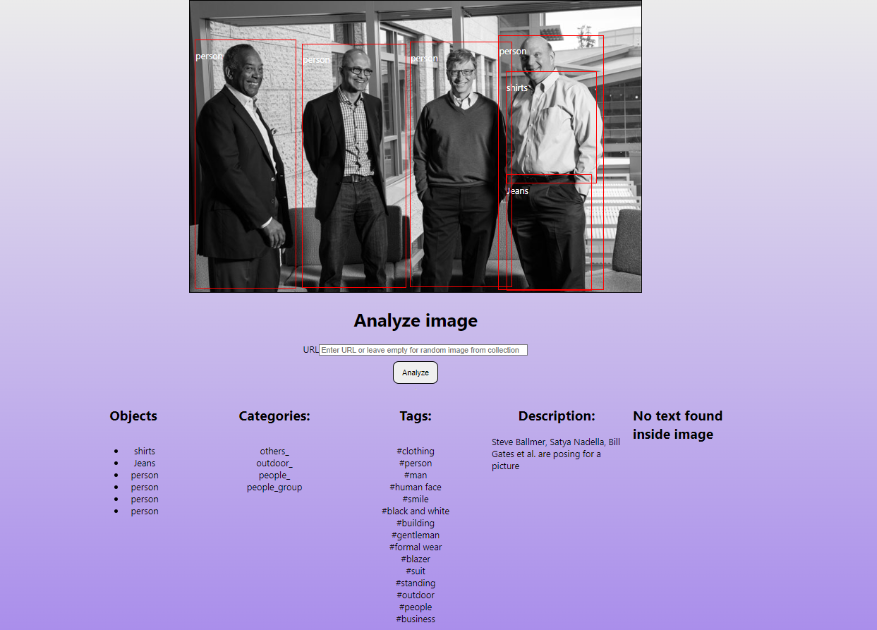 person
person
person
person
shirts
Jeans
Analyze image
URL Enter URL or leave empty for random image from collection
Analyze
Objects
shirts
Jeans
person
person
person
person
Categories:
others_
outdoor_
people_
people_group
Tags:
#clothing
#person
#man
#human face
#smile
#black and white
#building
#gentleman
#formal wear
#blazer
#suit
#standing
#outdoor
#people
#business
Description:
Steve Ballmer, Satya Nadella, Bill
Gates et al. are posing for a
picture
No text found
inside image